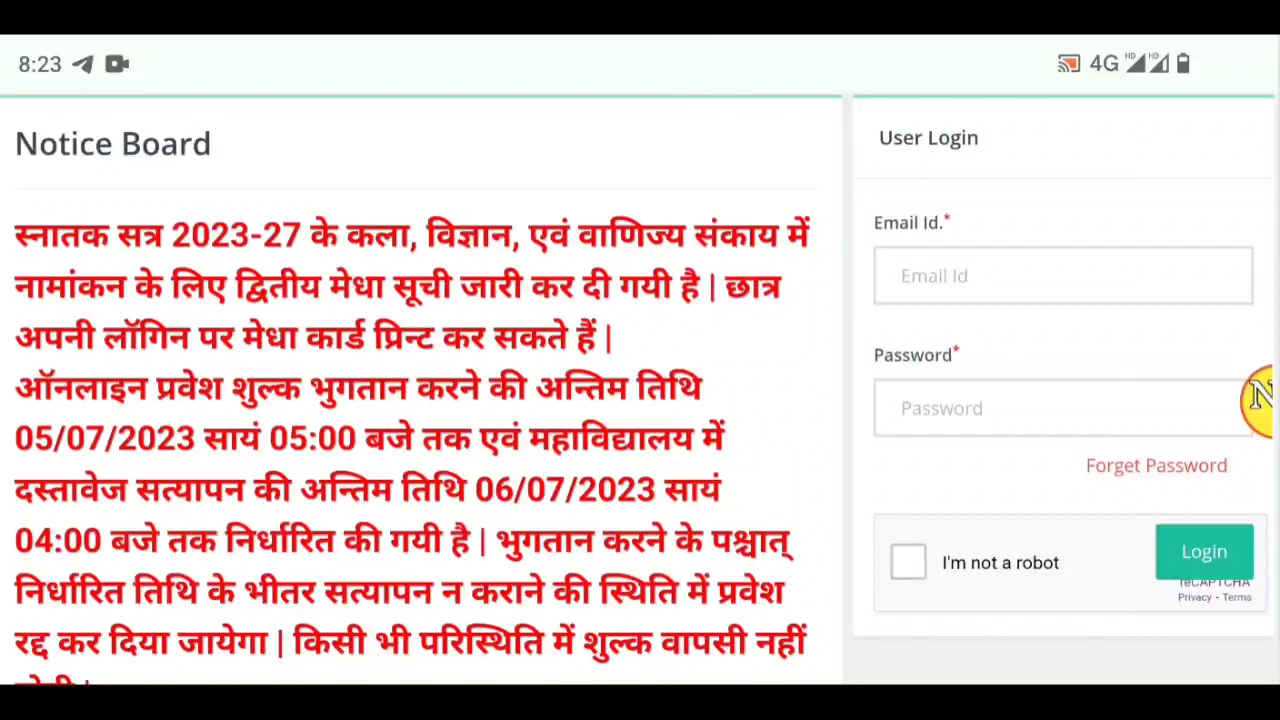 8:23
4G HD HD
Notice Board
स्नातक सत्र 2023-27 के कला, विज्ञान, एवं वाणिज्य संकाय में
नामांकन के लिए द्वितीय मेधा सूची जारी कर दी गयी है | छात्र
अपनी लॉगिन पर मेधा कार्ड प्रिन्ट कर सकते हैं |
ऑनलाइन प्रवेश शुल्क भुगतान करने की अन्तिम तिथि
05/07/2023 सायं 05:00 बजे तक एवं महाविद्यालय में
दस्तावेज सत्यापन की अन्तिम तिथि 06/07/2023 सायं
04:00 बजे तक निर्धारित की गयी है | भुगतान करने के पश्चात्
निर्धारित तिथि के भीतर सत्यापन न कराने की स्थिति में प्रवेश
रद्द कर दिया जायेगा | किसी भी परिस्थिति में शुल्क वापसी नहीं
User Login
Email Id.*
Email Id
Password*
Password
N
Forget Password
I'm not a robot
Login
reCAPTCHA
Privacy - Terms